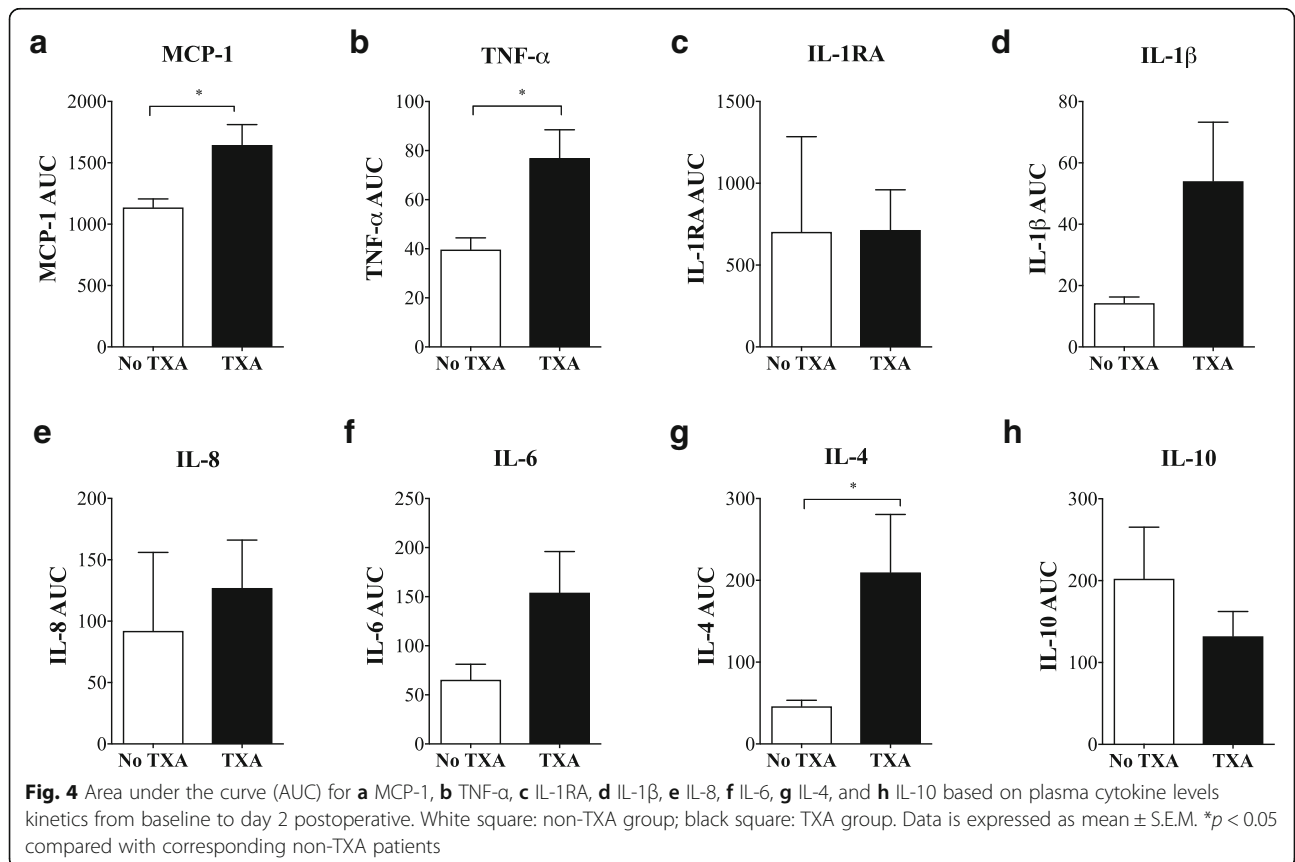 a
MCP-1
*
2000
1500
1000
500
0
MCP-1 AUC
No TXA TXA
b
TNF-α
*
100
80
60
40
20
0
TNF-α AUC
No TXA TXA
c
IL-1RA
1500
1000
500
0
IL-1RA AUC
No TXA TXA
d
IL-1β
80
60
40
20
0
IL-1β AUC
No TXA TXA
e
IL-8
200
150
100
50
0
IL-8 AUC
No TXA TXA
f
IL-6
250
200
150
100
50
0
IL-6 AUC
No TXA TXA
g
IL-4
*
300
200
100
0
IL-4 AUC
No TXA TXA
h
IL-10
300
200
100
0
IL-10 AUC
No TXA TXA
Fig. 4 Area under the curve (AUC) for a MCP-1, b TNF-α, c IL-1RA, d IL-1β, e IL-8, f IL-6, g IL-4, and h IL-10 based on plasma cytokine levels
kinetics from baseline to day 2 postoperative. White square: non-TXA group; black square: TXA group. Data is expressed as mean ± S.E.M. *p < 0.05
compared with corresponding non-TXA patients